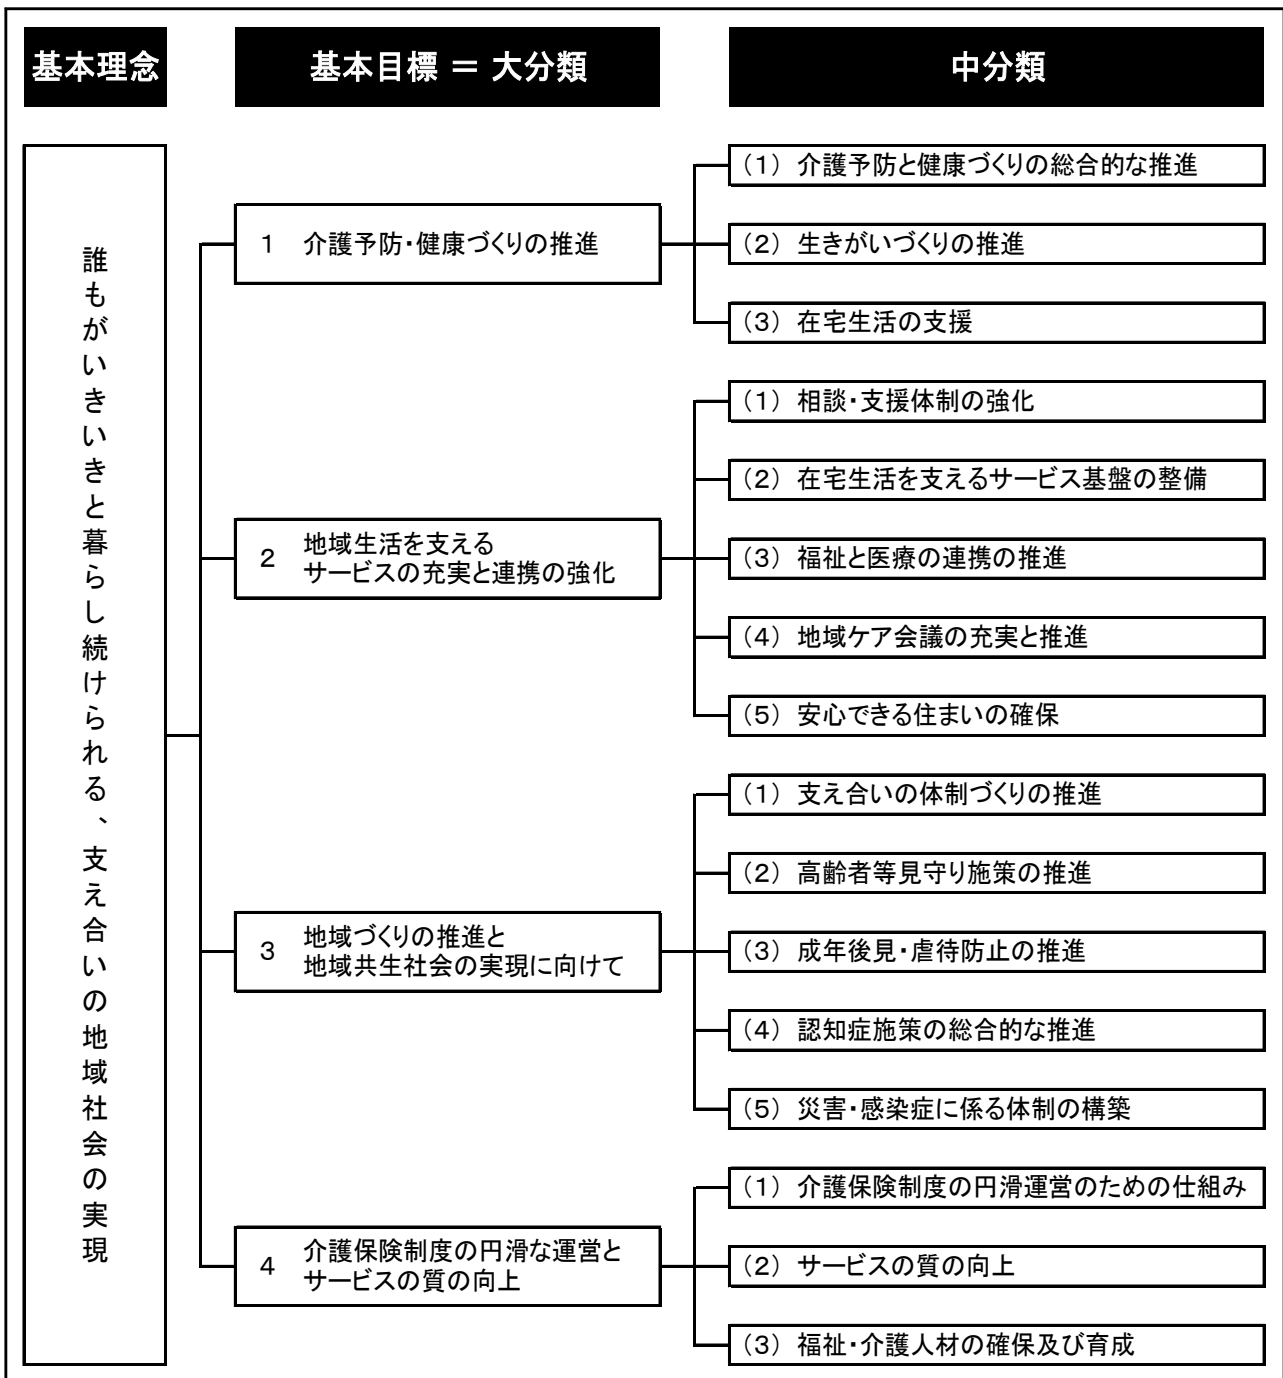 基本理念
基本目標 ＝ 大分類
中分類
誰もがいきいきと暮らし続けられる、支え合いの地域社会の実現
1 介護予防・健康づくりの推進
（1） 介護予防と健康づくりの総合的な推進
（2） 生きがいづくりの推進
（3） 在宅生活の支援
2 地域生活を支える
サービスの充実と連携の強化
（1） 相談・支援体制の強化
（2） 在宅生活を支えるサービス基盤の整備
（3） 福祉と医療の連携の推進
（4） 地域ケア会議の充実と推進
（5） 安心できる住まいの確保
3 地域づくりの推進と
地域共生社会の実現に向けて
（1） 支え合いの体制づくりの推進
（2） 高齢者等見守り施策の推進
（3） 成年後見・虐待防止の推進
（4） 認知症施策の総合的な推進
（5） 災害・感染症に係る体制の構築
4 介護保険制度の円滑な運営と
サービスの質の向上
（1） 介護保険制度の円滑運営のための仕組み
（2） サービスの質の向上
（3） 福祉・介護人材の確保及び育成